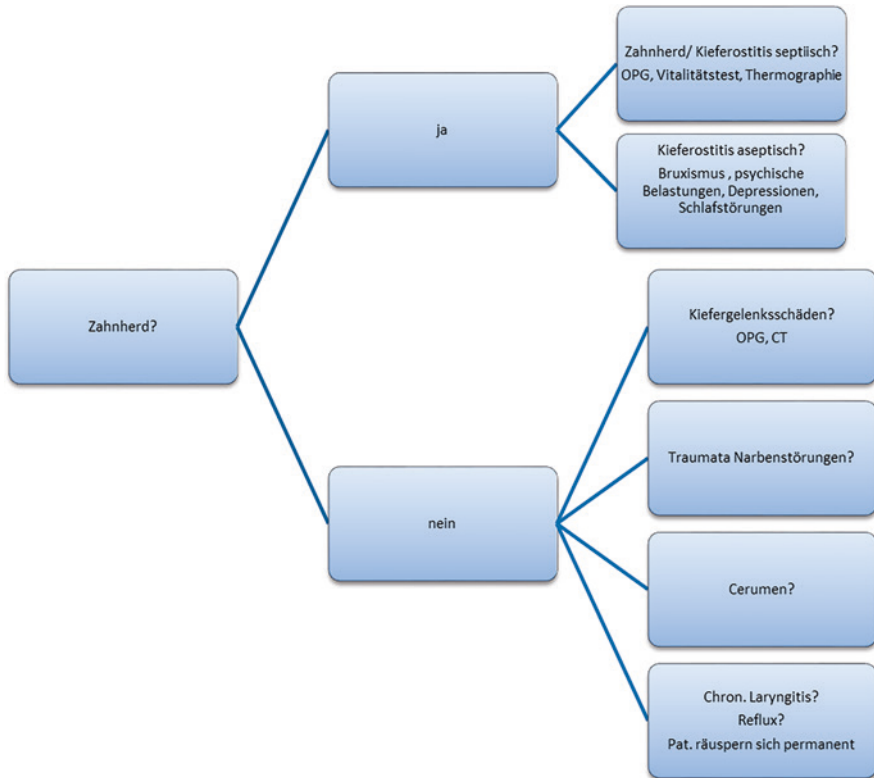 Zahnherd?
ja
Zahnherd/ Kieferostitis septiisch?
OPG, Vitalitätstest, Thermographie
Kieferostitis aseptisch?
Bruxismus , psychische
Belastungen, Depressionen,
Schlafstörungen
nein
Kiefergelenksschäden?
OPG, CT
Traumata Narbenstörungen?
Cerumen?
Chron. Laryngitis?
Reflux?
Pat. räuspern sich permanent